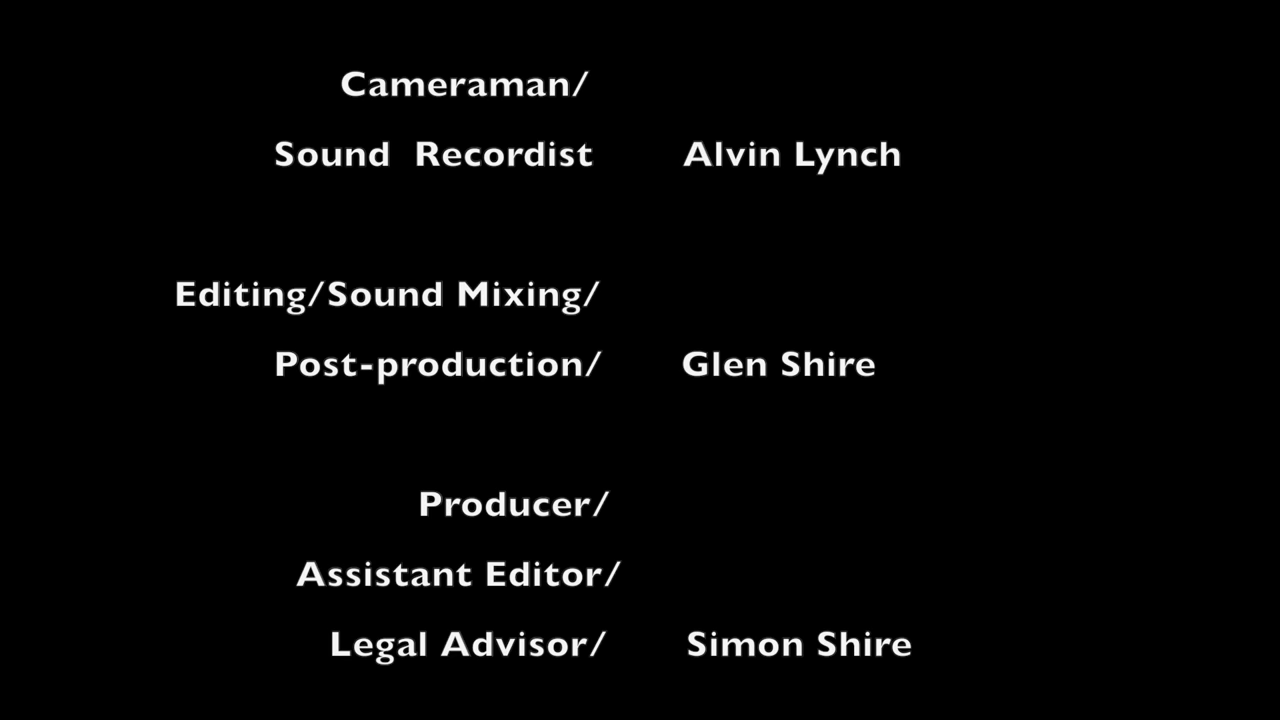 Cameraman/
Sound Recordist Alvin Lynch
Editing/Sound Mixing/
Post-production/ Glen Shire
Producer/
Assistant Editor/
Legal Advisor/ Simon Shire